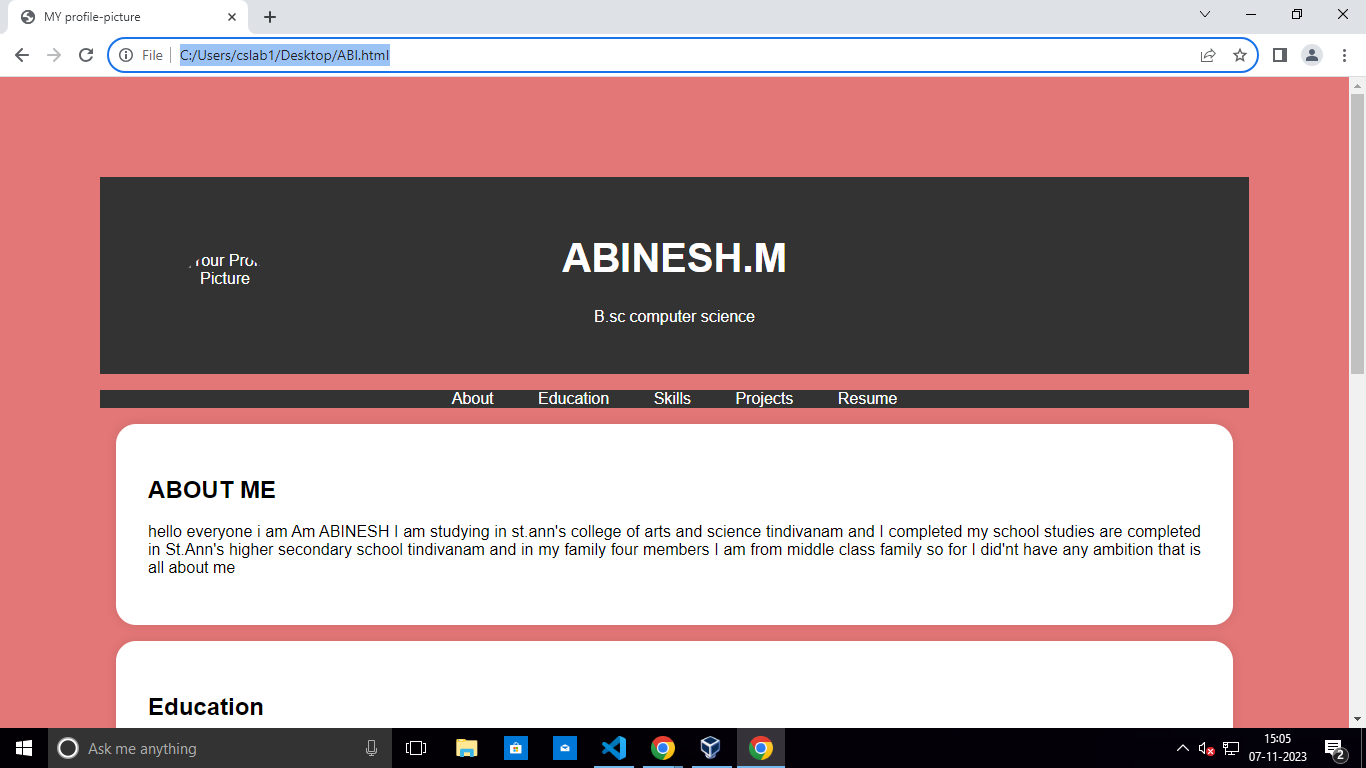 MY profile-picture
File
C:/Users/cslab1/Desktop/ABI.html
ABINESH.M
our Pro
Picture
B.sc computer science
About Education Skills Projects Resume
ABOUT ME
hello everyone i am Am ABINESH I am studying in st.ann's college of arts and science tindivanam and I completed my school studies are completed
in St.Ann's higher secondary school tindivanam and in my family four members I am from middle class family so for I did'nt have any ambition that is
all about me
Education
Ask me anything
15:05
07-11-2023
2